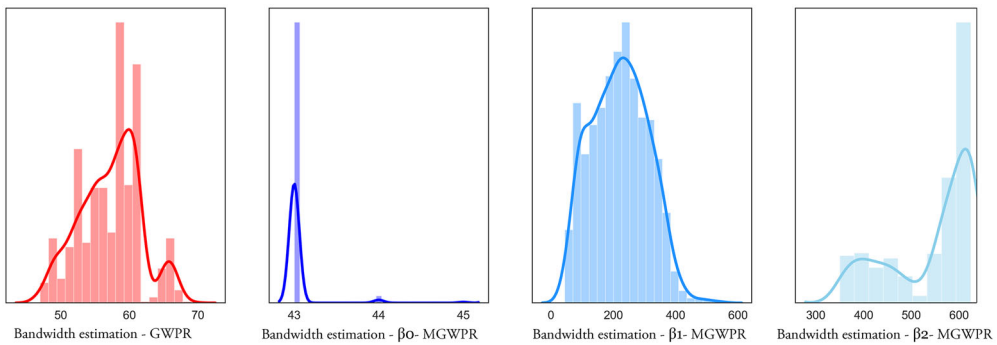 50 60 70
Bandwidth estimation - GWPR
43 44 45
Bandwidth estimation - β0- MGWPR
0 200 400 600
Bandwidth estimation - β1- MGWPR
300 400 500 600
Bandwidth estimation - β2- MGWPR